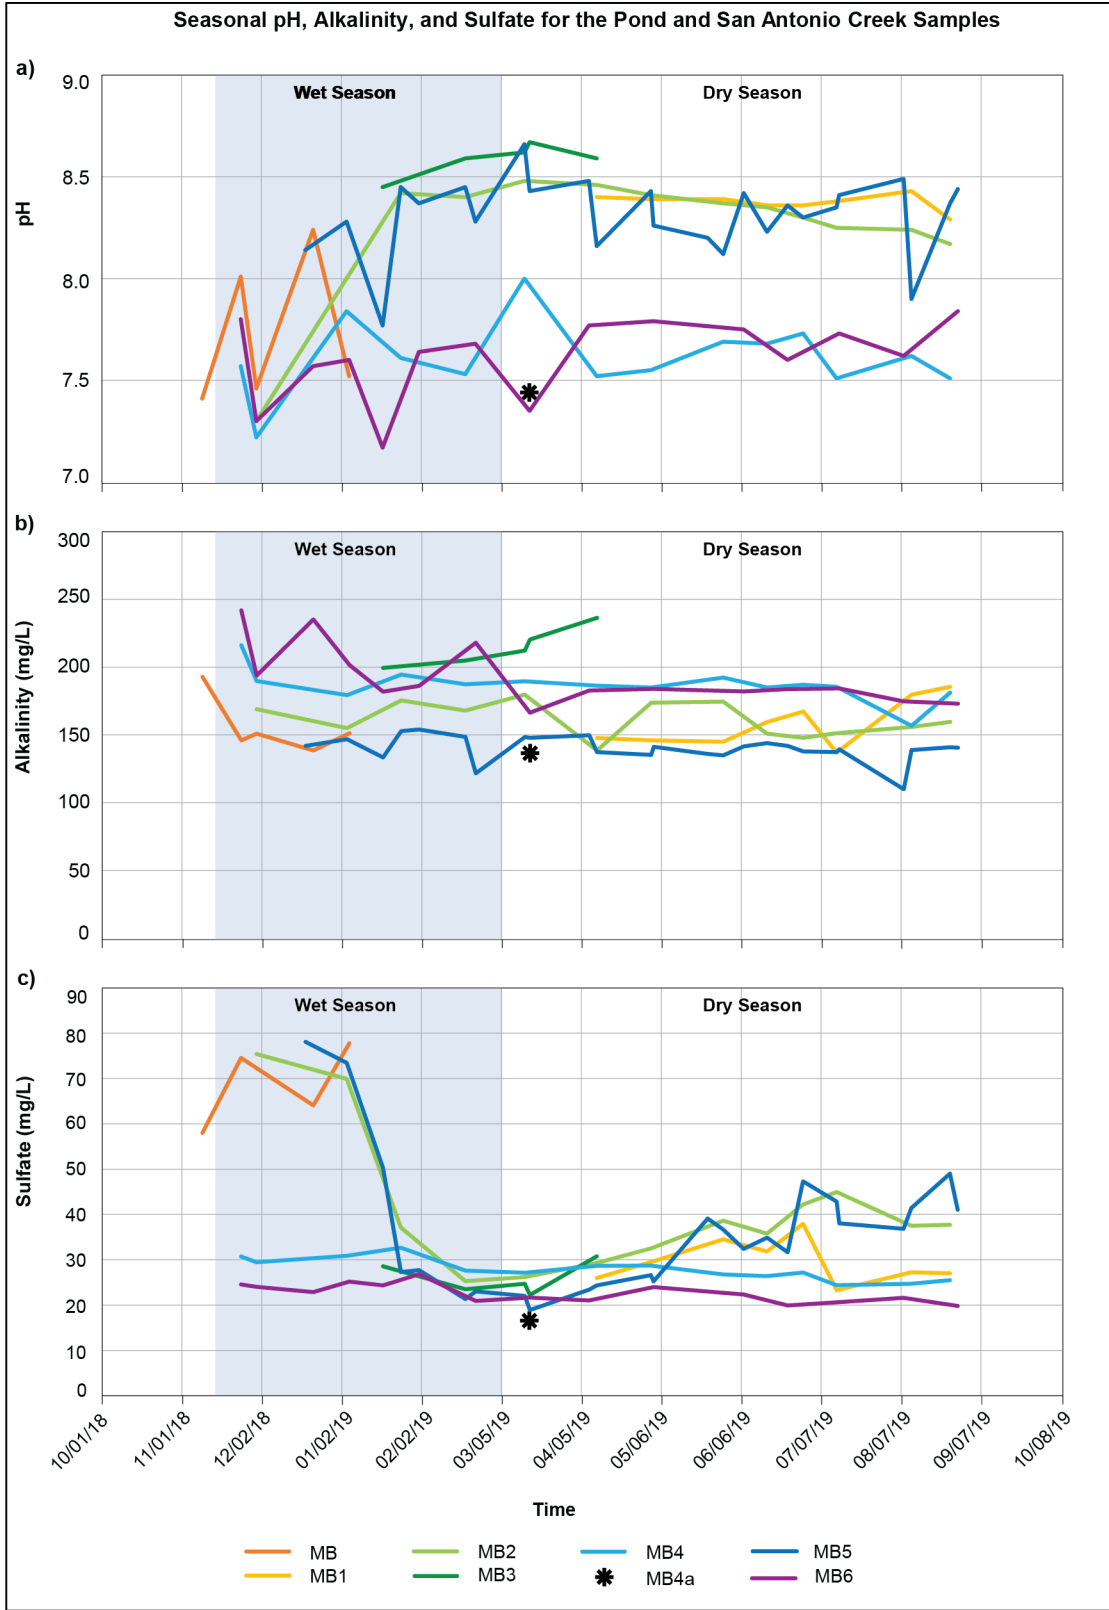 Seasonal pH, Alkalinity, and Sulfate for the Pond and San Antonio Creek Samples
a)
Wet Season
Dry Season
pH
9.0
8.5
8.0
7.5
7.0
b)
Wet Season
Dry Season
Alkalinity (mg/L)
300
250
200
150
100
50
0
c)
Wet Season
Dry Season
Sulfate (mg/L)
90
80
70
60
50
40
30
20
10
0
10/01/18
11/01/18
12/02/18
01/02/19
02/02/19
03/05/19
04/05/19
05/06/19
06/06/19
07/07/19
08/07/19
09/07/19
10/08/19
Time
MB
MB2
MB4
MB5
MB1
MB3
MB4a
MB6